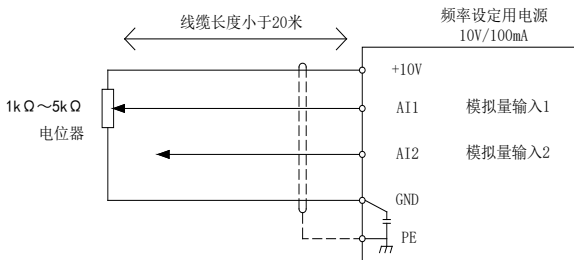 线缆长度小于20米
频率设定用电源
10V/100mA
+10V
1kΩ～5kΩ
电位器
AI1
模拟量输入1
AI2
模拟量输入2
GND
PE